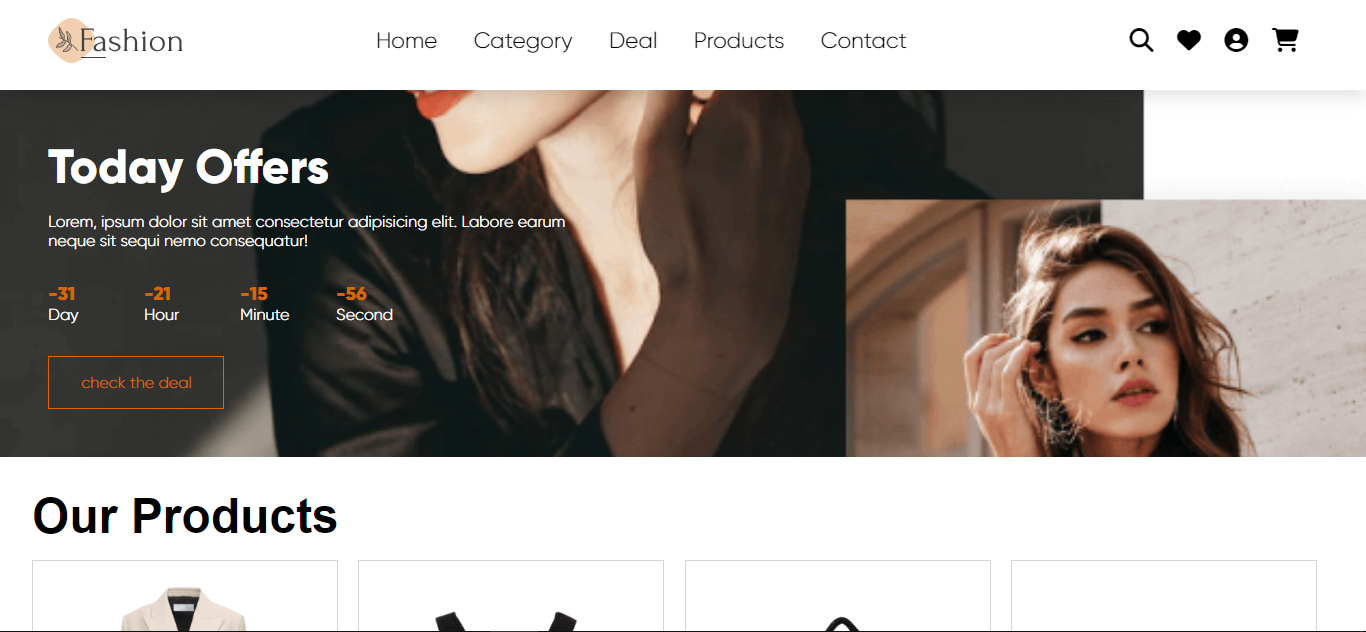 Fashion
Home Category Deal Products Contact
Today Offers
Lorem, ipsum dolor sit amet consectetur adipisicing elit. Labore earum
neque sit sequi nemo consequatur!
-31 -21 -15 -56
Day Hour Minute Second
check the deal
Our Products